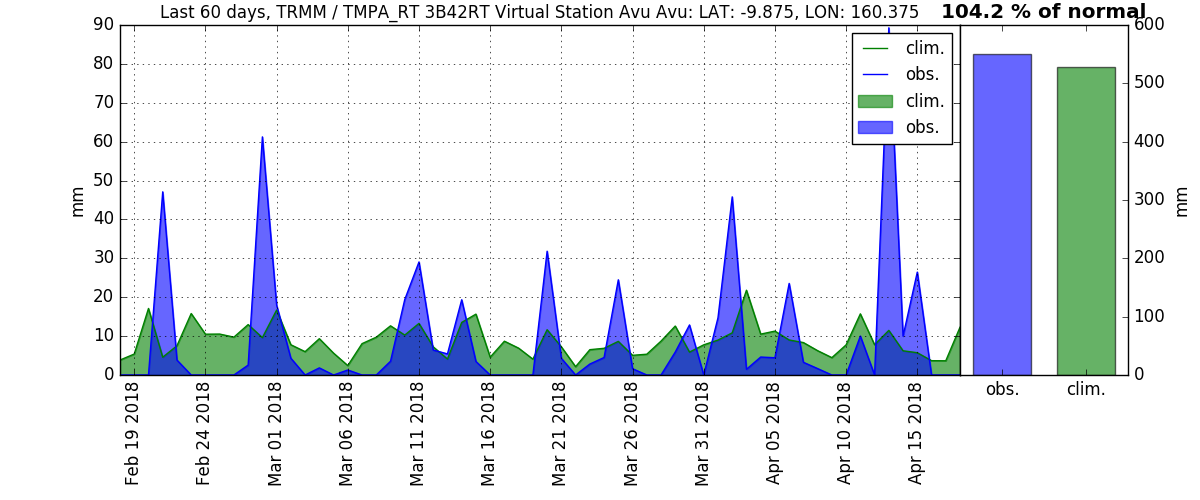 Last 60 days, TRMM / TMPA_RT 3B42RT Virtual Station Avu Avu: LAT: -9.875, LON: 160.375
104.2 % of normal
90
80
70
60
50
40
30
20
10
0
mm
clim.
obs.
clim.
obs.
600
500
400
300
200
100
0
mm
Feb 19 2018
Feb 24 2018
Mar 01 2018
Mar 06 2018
Mar 11 2018
Mar 16 2018
Mar 21 2018
Mar 26 2018
Mar 31 2018
Apr 05 2018
Apr 10 2018
Apr 15 2018
obs.
clim.